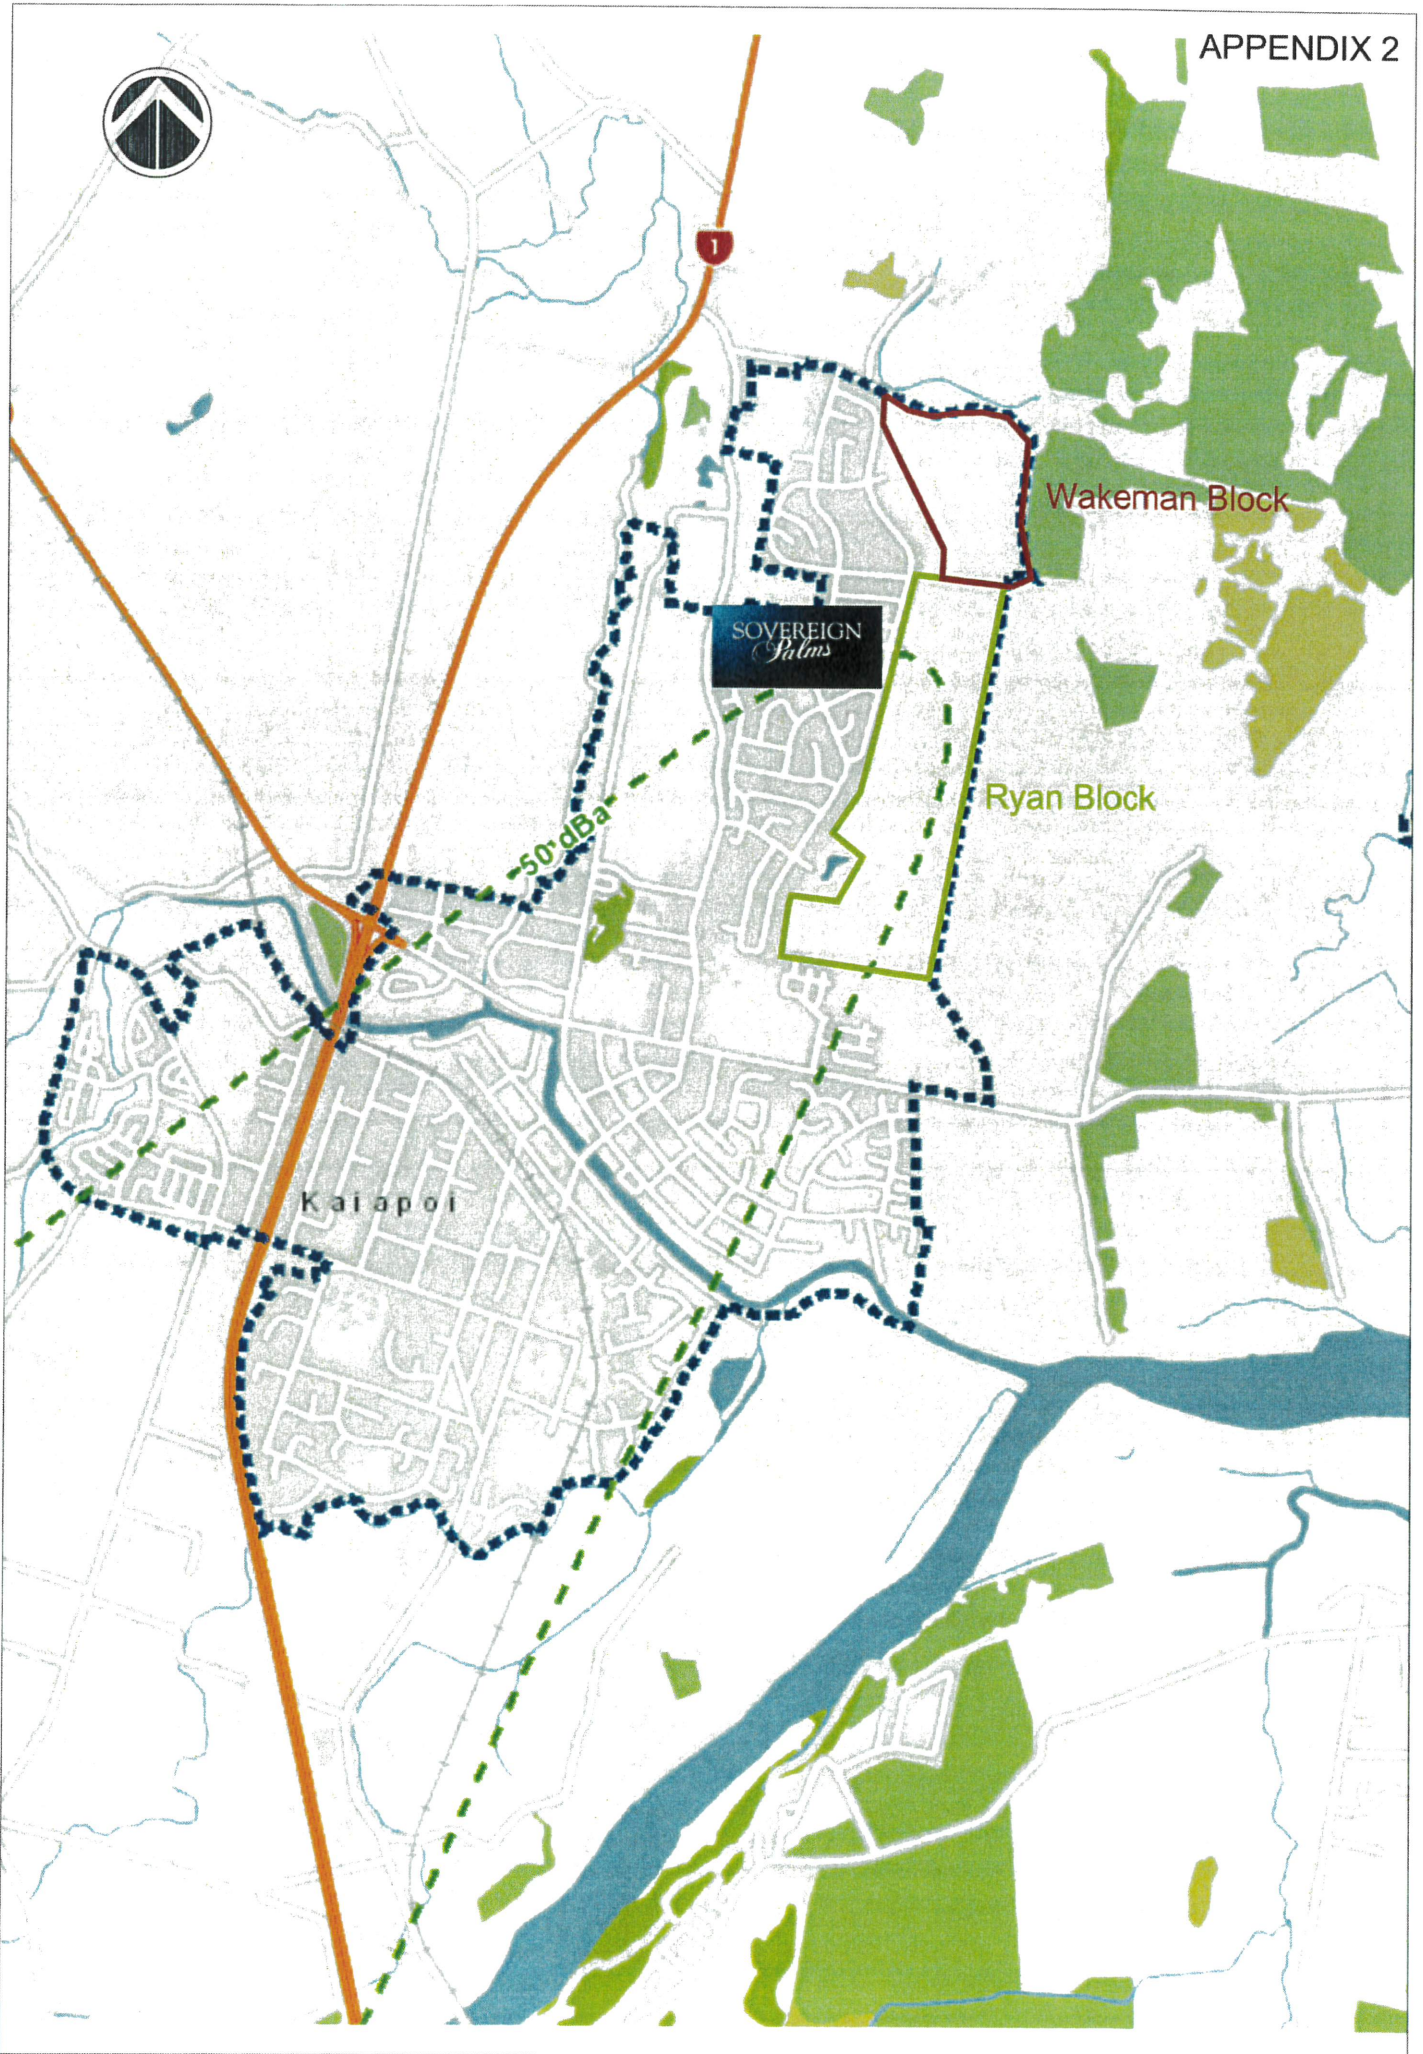 APPENDIX 2
1
Wakeman Block
SOVEREIGN
Palms
Ryan Block
50 dBa
Kaiapoi